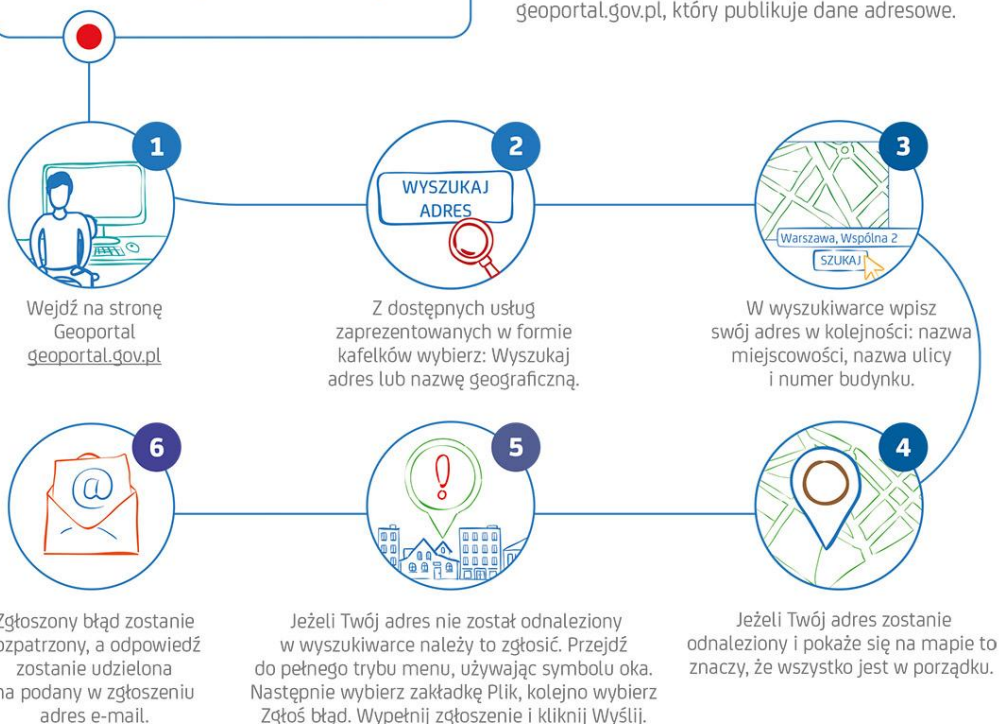 geoportal.gov.pl, który publikuje dane adresowe.
1
Wejdź na stronę
Geoportal
geoportal.gov.pl
2
WYSZUKAJ
ADRES
Z dostępnych usług
zaprezentowanych w formie
kafelków wybierz: Wyszukaj
adres lub nazwę geograficzną.
3
Warszawa, Wspólna 2
SZUKAJ
W wyszukiwarce wpisz
swój adres w kolejności: nazwa
miejscowości, nazwa ulicy
i numer budynku.
4
Jeżeli Twój adres zostanie
odnaleziony i pokaże się na mapie to
znaczy, że wszystko jest w porządku.
5
!
Jeżeli Twój adres nie został odnaleziony
w wyszukiwarce należy to zgłosić. Przejdź
do pełnego trybu menu, używając symbolu oka.
Następnie wybierz zakładkę Plik, kolejno wybierz
Zgłoś błąd. Wypełnij zgłoszenie i kliknij Wyślij.
6
@
Zgłoszony błąd zostanie
ozpatrzony, a odpowiedź
zostanie udzielona
na podany w zgłoszeniu
adres e-mail.